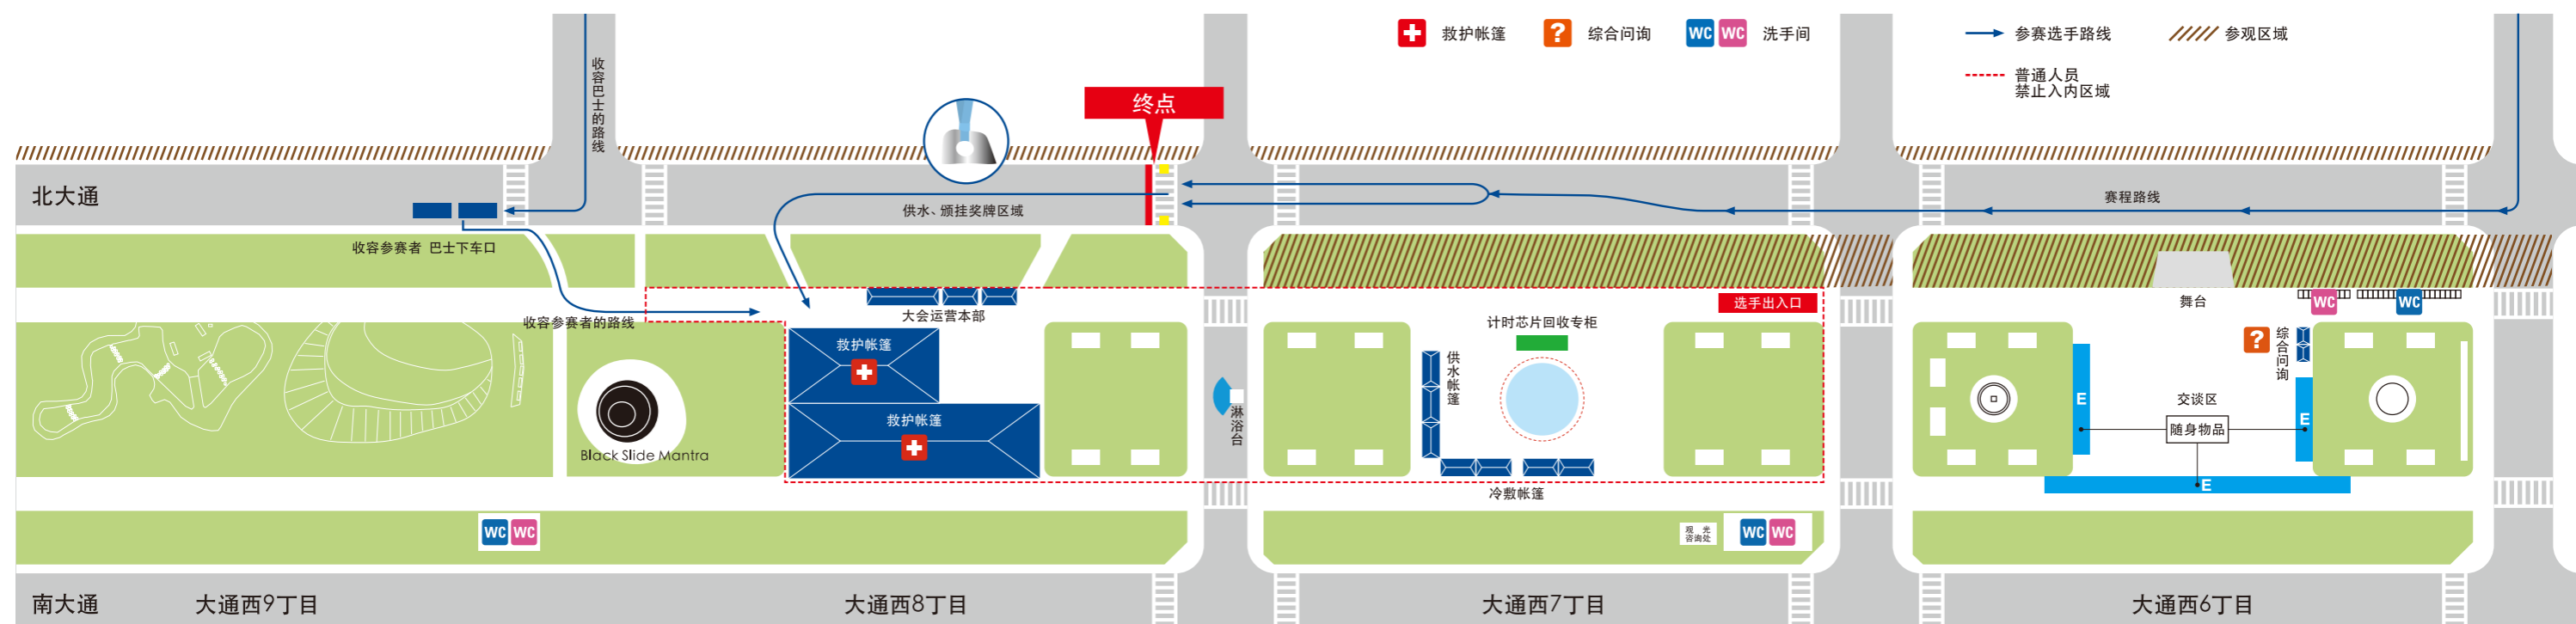 救护帐篷
?
综合问询
WC WC
洗手间
参赛选手路线
参观区域
普通人员
禁止入内区域
收容巴士的路线
终点
北大通
供水、颁挂奖牌区域
赛程路线
收容参赛者 巴士下车口
收容参赛者的路线
大会运营本部
选手出入口
舞台
WC
WC
计时芯片回收专柜
救护帐篷
救护帐篷
供水帐篷
?
综合问询
淋浴台
交谈区
随身物品
E
E
E
Black Slide Mantra
冷敷帐篷
WC WC
观 光
咨询处
WC WC
南大通
大通西9丁目
大通西8丁目
大通西7丁目
大通西6丁目